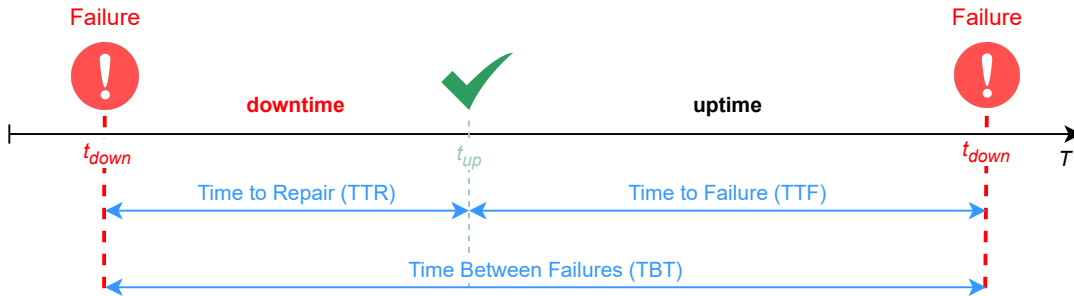 Failure
Failure
downtime
uptime
t_down
t_up
t_down
T
Time to Repair (TTR)
Time to Failure (TTF)
Time Between Failures (TBT)